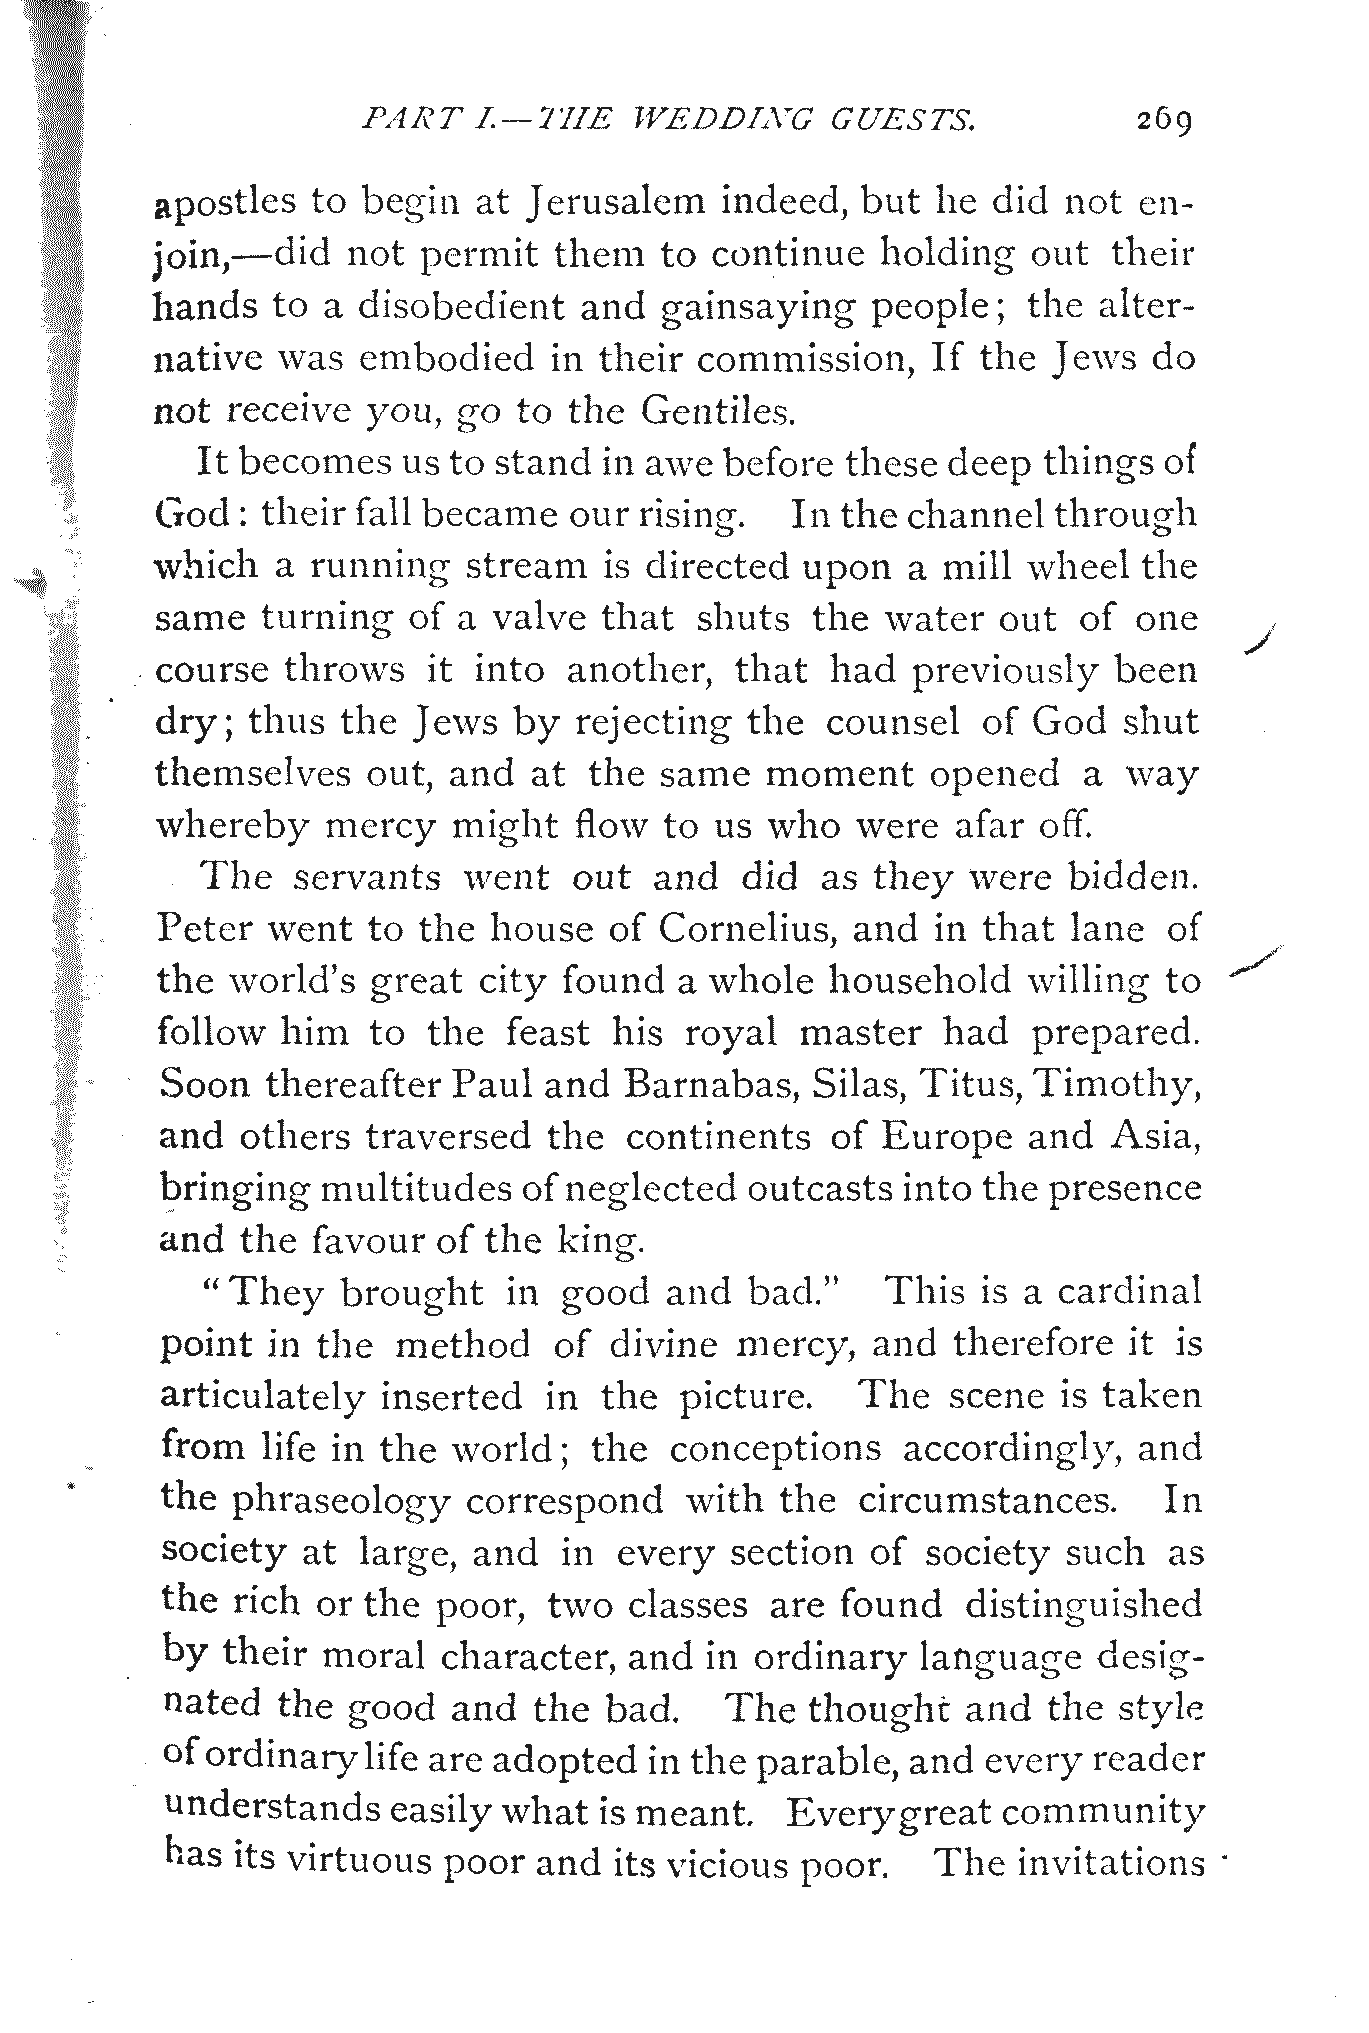 PART I.—THE WEDDING GUESTS. 269
apostles to begin at Jerusalem indeed, but he did not en-
join,—did not permit them to continue holding out their
hands to a disobedient and gainsaying people; the alter-
native was embodied in their commission, If the Jews do
not receive you, go to the Gentiles.
It becomes us to stand in awe before these deep things of
God: their fall became our rising. In the channel through
which a running stream is directed upon a mill wheel the
same turning of a valve that shuts the water out of one
course throws it into another, that had previously been
dry; thus the Jews by rejecting the counsel of God shut
themselves out, and at the same moment opened a way
whereby mercy might flow to us who were afar off.
The servants went out and did as they were bidden.
Peter went to the house of Cornelius, and in that lane of
the world's great city found a whole household willing to
follow him to the feast his royal master had prepared.
Soon thereafter Paul and Barnabas, Silas, Titus, Timothy,
and others traversed the continents of Europe and Asia,
bringing multitudes of neglected outcasts into the presence
and the favour of the king.
"They brought in good and bad." This is a cardinal
point in the method of divine mercy, and therefore it is
articulately inserted in the picture. The scene is taken
from life in the world; the conceptions accordingly, and
the phraseology correspond with the circumstances. In
society at large, and in every section of society such as
the rich or the poor, two classes are found distinguished
by their moral character, and in ordinary language desig-
nated the good and the bad. The thought and the style
of ordinary life are adopted in the parable, and every reader
understands easily what is meant. Every great community
has its virtuous poor and its vicious poor. The invitations